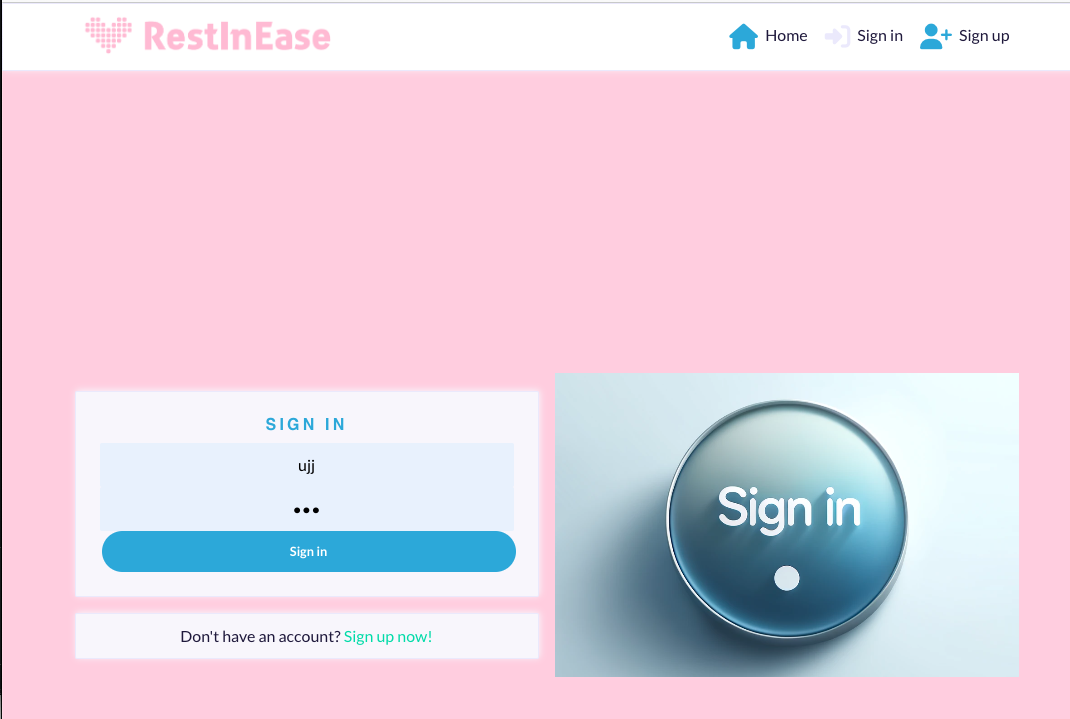 RestInEase
Home Sign in Sign up
SIGN IN
ujj
•••
Sign in
Don't have an account? Sign up now!
Sign in